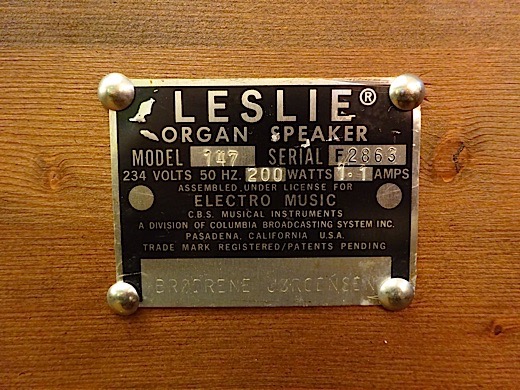 LESLIE®
ORGAN SPEAKER
MODEL 147 SERIAL F2863
234 VOLTS 50 HZ. 200 WATTS 1.1 AMPS
ASSEMBLED, UNDER LICENSE FOR
ELECTRO MUSIC
C.B.S. MUSICAL INSTRUMENTS
A DIVISION OF COLUMBIA BROADCASTING SYSTEM INC.
PASADENA, CALIFORNIA U.S.A.
TRADE MARK REGISTERED/PATENTS PENDING
BRØDRENE JØRGENSEN